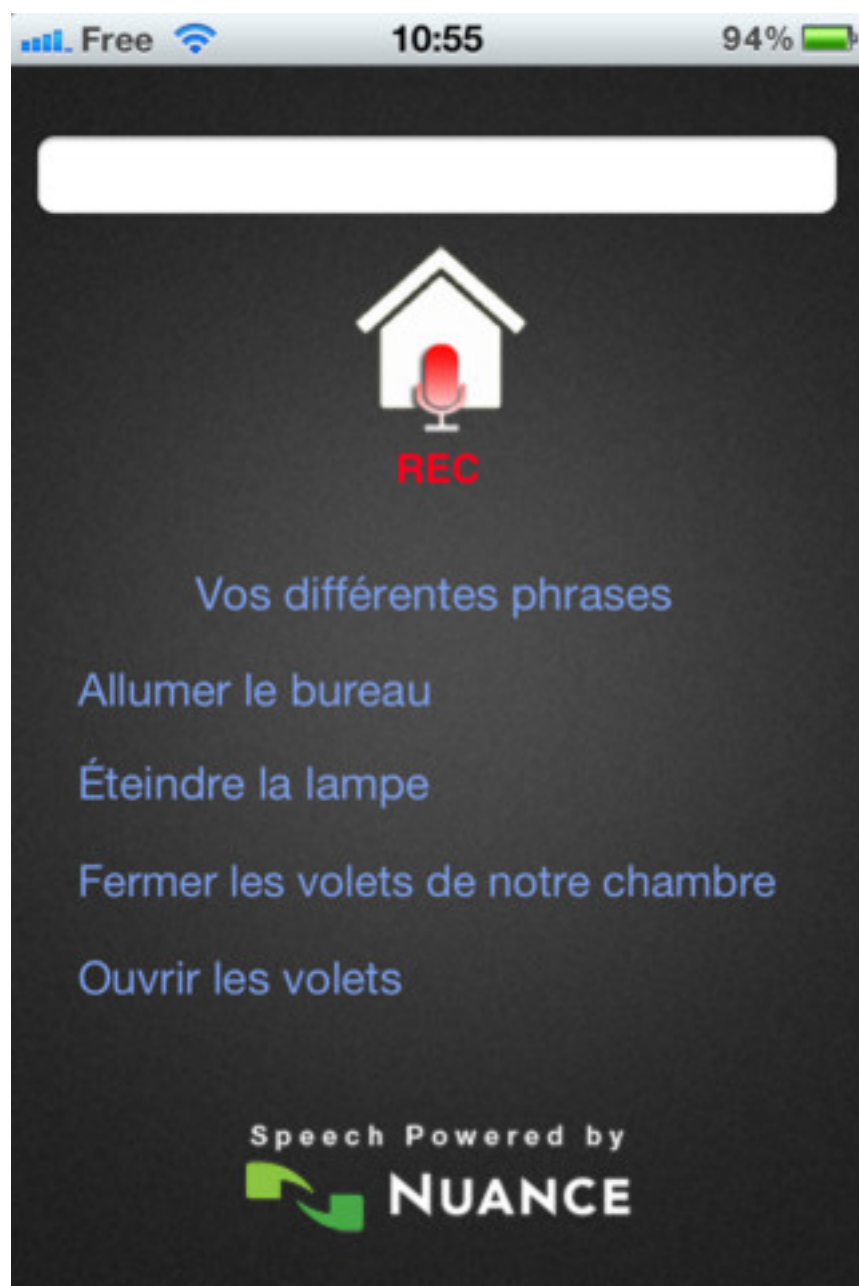 Free 10:55 94%
REC
Vos différentes phrases
Allumer le bureau
Éteindre la lampe
Fermer les volets de notre chambre
Ouvrir les volets
Speech Powered by
NUANCE